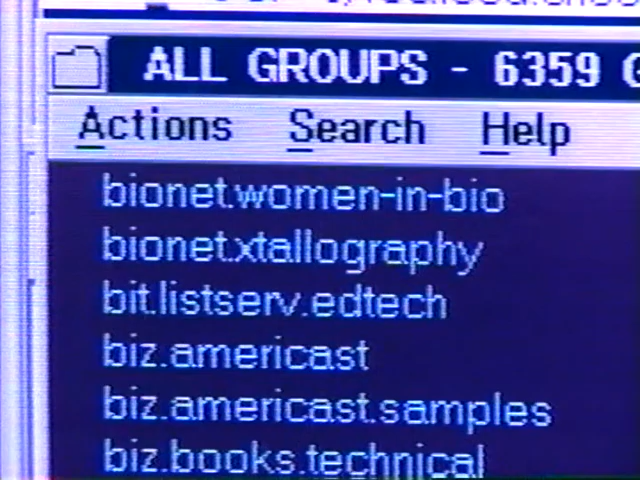 ALL GROUPS - 6359 G
Actions Search Help
bionet.women-in-bio
bionet.xtallography
bit.listserv.edtech
biz.americast
biz.americast.samples
biz.books.technical